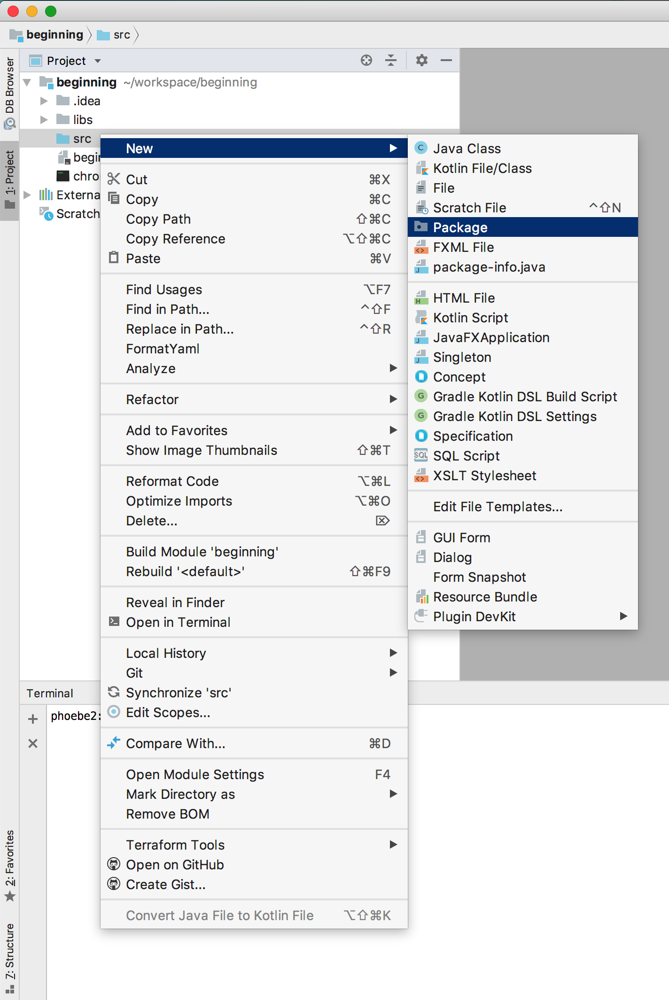 beginning
src
Project
beginning ~/workspace/beginning
.idea
libs
src
Scratch
DB Browser
1: Project
2: Favorites
7: Structure
New
Cut ⌘X
Copy ⌘C
Copy Path ⇧⌘C
Copy Reference ⌥⇧⌘C
Paste ⌘V
Find Usages ⌥F7
Find in Path... ^⇧F
Replace in Path... ^⇧R
FormatYaml
Analyze
Refactor
Add to Favorites
Show Image Thumbnails ⇧⌘T
Reformat Code ⌥⌘L
Optimize Imports ⌥⌘O
Delete... ⌦
Build Module 'beginning'
Rebuild '<default>' ⇧⌘F9
Reveal in Finder
Open in Terminal
Local History
Git
Synchronize 'src'
Edit Scopes...
Compare With... ⌘D
Open Module Settings F4
Mark Directory as
Remove BOM
Terraform Tools
Open on GitHub
Create Gist...
Convert Java File to Kotlin File ⌥⇧⌘K
Java Class
Kotlin File/Class
File
Scratch File ^⇧N
Package
FXML File
package-info.java
HTML File
Kotlin Script
JavaFXApplication
Singleton
Concept
Gradle Kotlin DSL Build Script
Gradle Kotlin DSL Settings
Specification
SQL Script
XSLT Stylesheet
Edit File Templates...
GUI Form
Dialog
Form Snapshot
Resource Bundle
Plugin DevKit
Terminal
phoebe2: